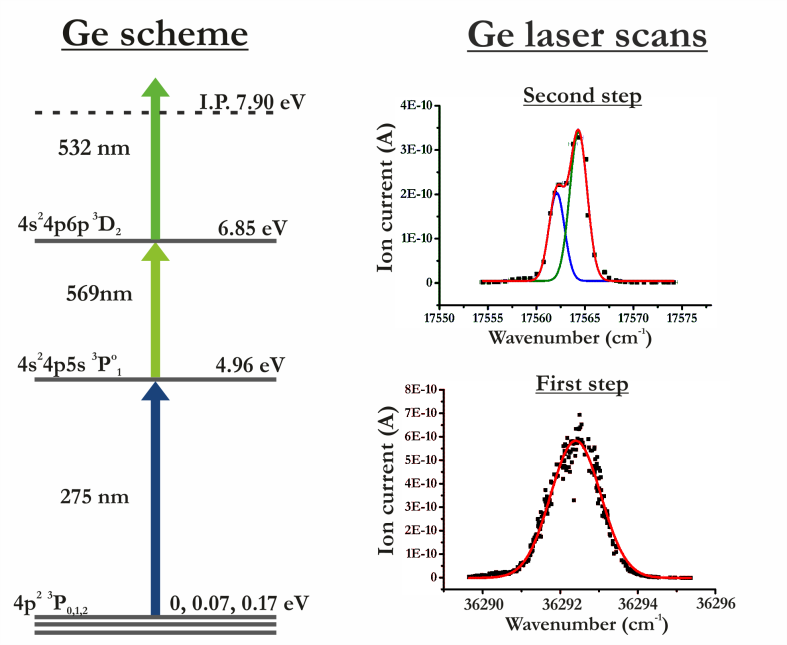 Ge scheme
I.P. 7.90 eV
532 nm
4s²4p6p ³D₂
6.85 eV
569nm
4s²4p5s ³Pº₁
4.96 eV
275 nm
4p² ³P₀,₁,₂
0, 0.07, 0.17 eV
Ge laser scans
Second step
Ion current (A)
4E-10
3E-10
2E-10
1E-10
0
17550 17555 17560 17565 17570 17575
Wavenumber (cm⁻¹)
First step
Ion current (A)
8E-10
7E-10
6E-10
5E-10
4E-10
3E-10
2E-10
1E-10
0
36290 36292 36294 36296
Wavenumber (cm⁻¹)